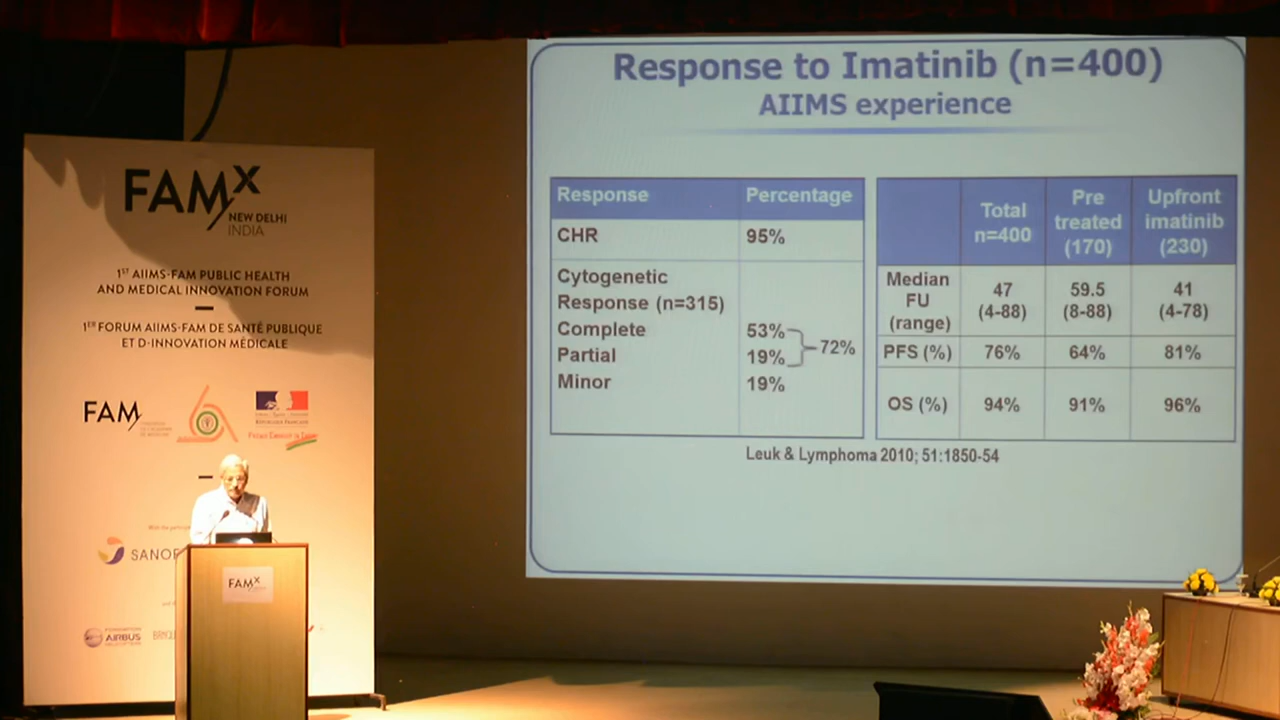 Response to Imatinib (n=400)
AIIMS experience
Response Percentage
CHR 95%
Cytogenetic
Response (n=315)
Complete 53%
Partial 19%
72%
Minor 19%
Total
n=400
Pre
treated
(170)
Upfront
imatinib
(230)
Median
FU
(range)
47
(4-88)
59.5
(8-88)
41
(4-78)
PFS (%) 76% 64% 81%
OS (%) 94% 91% 96%
Leuk & Lymphoma 2010; 51:1850-54
FAMx
NEW DELHI
INDIA
1ST AIIMS-FAM PUBLIC HEALTH
AND MEDICAL INNOVATION FORUM
1ER FORUM AIIMS-FAM DE SANTÉ PUBLIQUE
ET D-INNOVATION MÉDICALE
FAM
RÉPUBLIQUE FRANÇAISE
SANOF
AIRBUS
FAMx